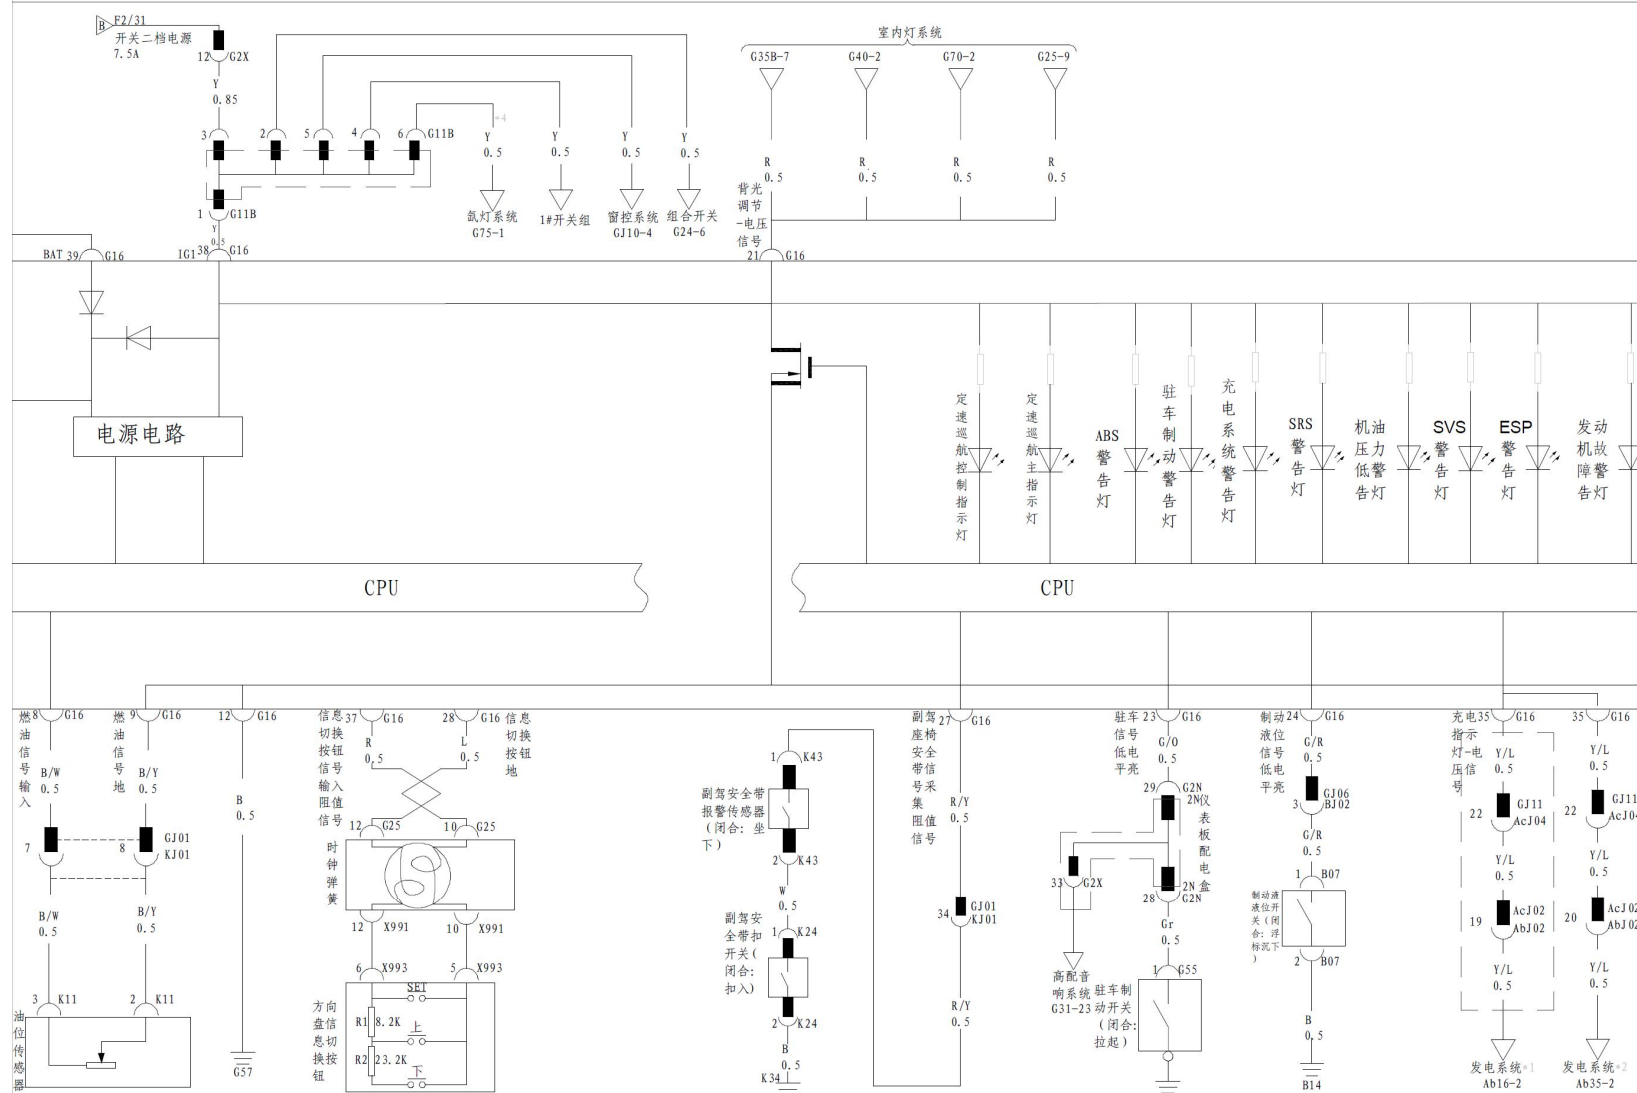 B
F2/31
开关二档电源
7.5A
12 G2X
Y
0.85
3
2
5
4
6 G11B
*4
Y
0.5
Y
0.5
Y
0.5
Y
0.5
氙灯系统
G75-1
1#开关组
窗控系统
GJ10-4
组合开关
G24-6
1 G11B
Y
0.5
室内灯系统
G35B-7
G40-2
G70-2
G25-9
R
0.5
R
0.5
R
0.5
R
0.5
背光
调节
-电压
信号
BAT 39 G16
IG1 38 G16
21 G16
电源电路
定速巡航控制指示灯
定速巡航主指示灯
ABS
警告灯
驻车制动警告灯
充电系统警告灯
SRS
警告灯
机油
压力
低警
告灯
SVS
警告灯
ESP
警告灯
发动
机故
障警
告灯
CPU
CPU
燃油信号输入
8 G16
燃油信号地
9 G16
12 G16
信息
切换
按钮
信号
输入
阻值
信号
37 G16
28 G16
信息
切换
按钮
地
副驾
座椅
安全
带信
号采
集
阻值
信号
27 G16
驻车
信号
低电
平亮
23 G16
制动
液位
信号
低电
平亮
24 G16
充电
指示
灯-电
压信
号
35 G16
35 G16
B/W
0.5
B/Y
0.5
B
0.5
R
0.5
L
0.5
7
8
GJ01
KJ01
B/W
0.5
B/Y
0.5
3 K11
2 K11
油位传感器
G57
12 G25
10 G25
时钟弹簧
12 X991
10 X991
6 X993
5 X993
方向
盘信
息切
换按
钮
SET
R1 8.2K
上
R2 23.2K
下
1 K43
副驾安全带
报警传感器
（闭合：坐
下）
2 K43
W
0.5
副驾安
全带扣
开关（
闭合：
扣入）
1 K24
2 K24
B
0.5
K34
R/Y
0.5
34
GJ01
KJ01
R/Y
0.5
G/O
0.5
29 G2N
2N
仪表板配电盒
33 G2X
2N
28 G2N
高配音
响系统
G31-23
Gr
0.5
1 G55
驻车制
动开关
（闭合：
拉起）
G/R
0.5
GJ06
3 BJ02
G/R
0.5
1 B07
制动液
液位开
关（闭
合：浮
标沉下
）
2 B07
B
0.5
B14
Y/L
0.5
22
GJ11
AcJ04
Y/L
0.5
19
AcJ02
AbJ02
Y/L
0.5
发电系统*1
Ab16-2
Y/L
0.5
22
GJ11
AcJ04
Y/L
0.5
20
AcJ02
AbJ02
Y/L
0.5
发电系统*2
Ab35-2